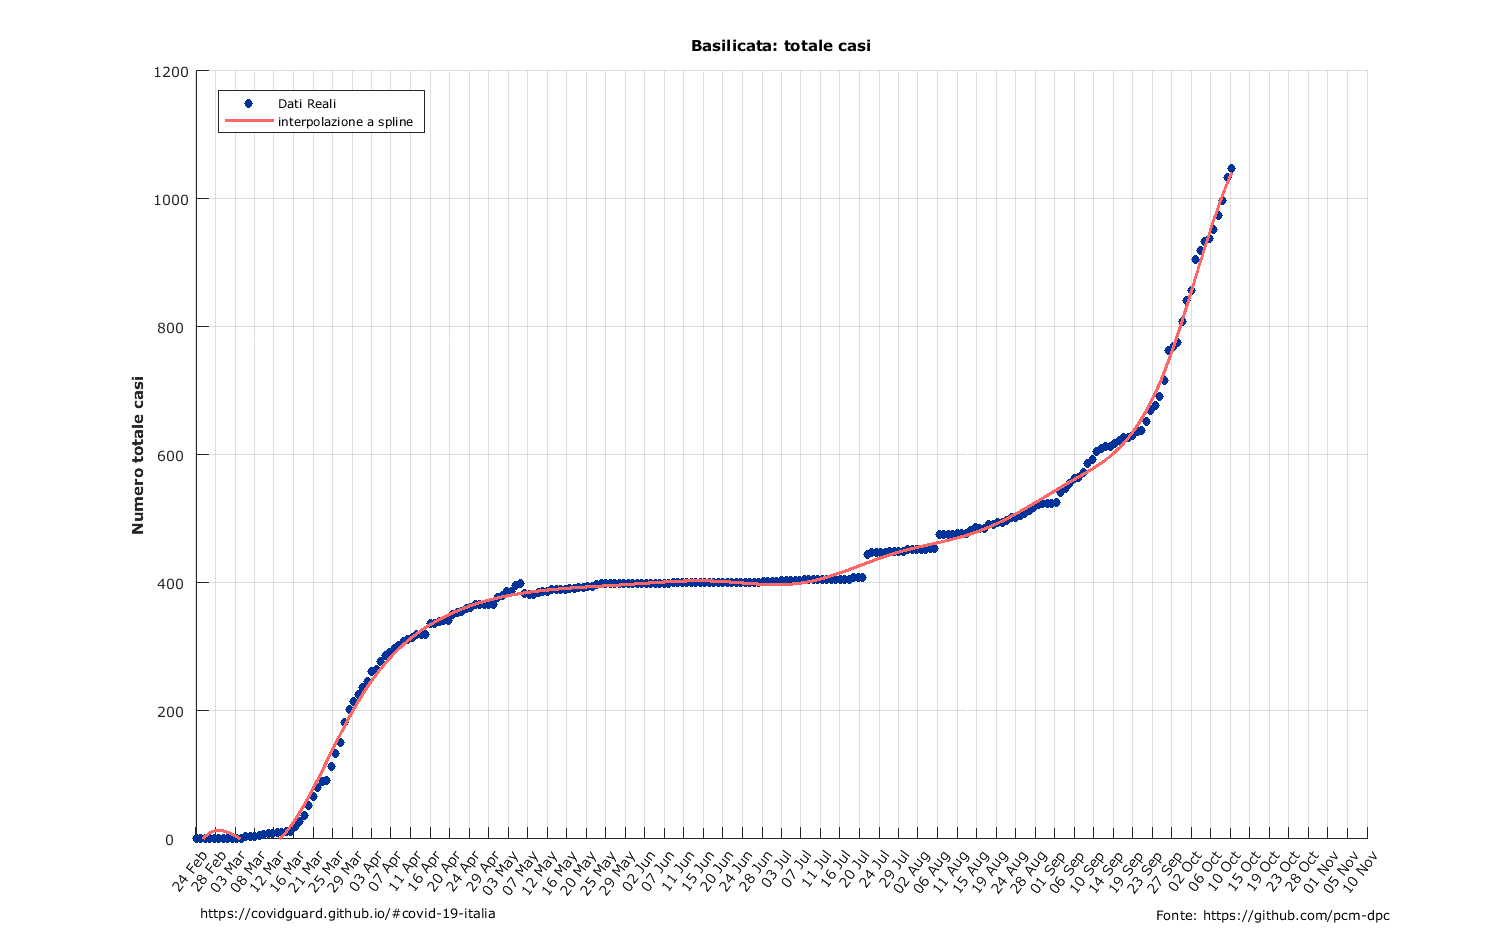 Basilicata: totale casi
1200
1000
800
600
400
200
0
Numero totale casi
Dati Reali
interpolazione a spline
24 Feb
28 Feb
03 Mar
08 Mar
12 Mar
16 Mar
21 Mar
25 Mar
29 Mar
03 Apr
07 Apr
11 Apr
16 Apr
20 Apr
24 Apr
29 Apr
03 May
07 May
12 May
16 May
20 May
25 May
29 May
02 Jun
07 Jun
11 Jun
15 Jun
20 Jun
24 Jun
28 Jun
03 Jul
07 Jul
11 Jul
16 Jul
20 Jul
24 Jul
29 Jul
02 Aug
06 Aug
11 Aug
15 Aug
19 Aug
24 Aug
28 Aug
01 Sep
06 Sep
10 Sep
14 Sep
19 Sep
23 Sep
27 Sep
02 Oct
06 Oct
10 Oct
15 Oct
19 Oct
23 Oct
28 Oct
01 Nov
05 Nov
10 Nov
https://covidguard.github.io/#covid-19-italia
Fonte: https://github.com/pcm-dpc